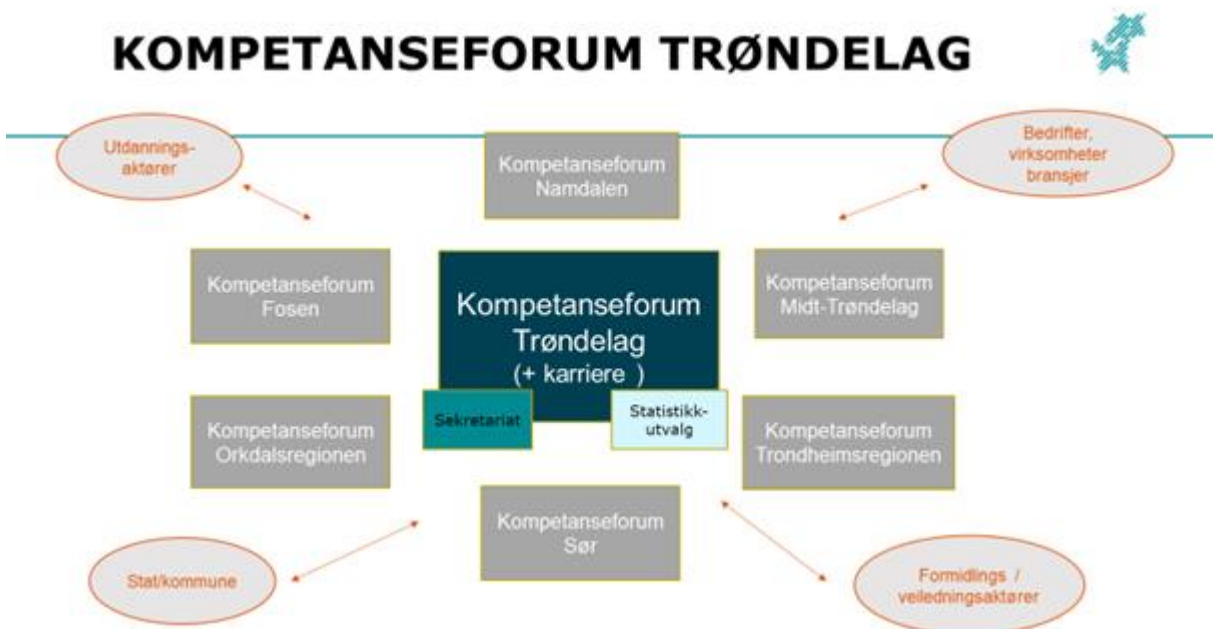 KOMPETANSEFORUM TRØNDELAG
Utdannings-
aktører
Kompetanseforum
Namdalen
Bedrifter,
virksomheter
bransjer
Kompetanseforum
Fosen
Kompetanseforum
Trøndelag
(+ karriere )
Kompetanseforum
Midt-Trøndelag
Kompetanseforum
Orkdalsregionen
Sekretariat
Statistikk-
utvalg
Kompetanseforum
Trondheimsregionen
Kompetanseforum
Sør
Stat/kommune
Formidlings /
veiledningsaktører